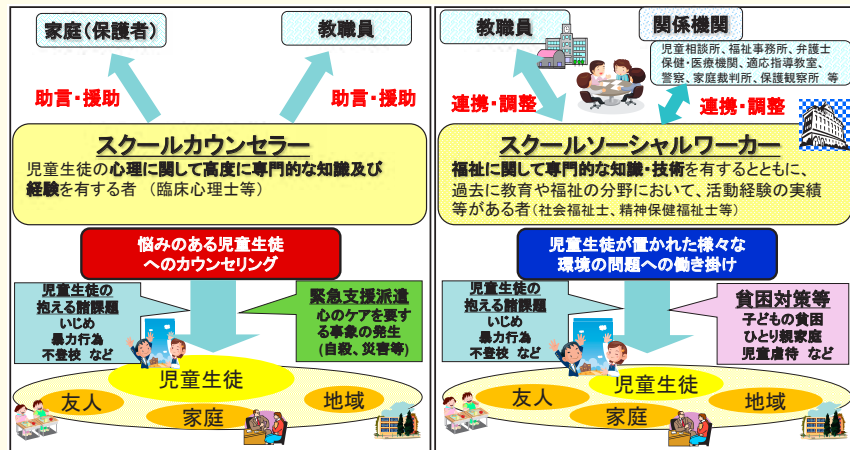 家庭(保護者)
教職員
助言・援助
助言・援助
スクールカウンセラー
児童生徒の心理に関して高度に専門的な知識及び
経験を有する者 (臨床心理士等)
悩みのある児童生徒
へのカウンセリング
児童生徒の
抱える諸課題
いじめ
暴力行為
不登校 など
緊急支援派遣
心のケアを要す
る事象の発生
(自殺、災害等)
児童生徒
友人
家庭
地域
教職員
関係機関
児童相談所、福祉事務所、弁護士
保健・医療機関、適応指導教室、
警察、家庭裁判所、保護観察所 等
連携・調整
連携・調整
スクールソーシャルワーカー
福祉に関して専門的な知識・技術を有するとともに、
過去に教育や福祉の分野において、活動経験の実績
等がある者(社会福祉士、精神保健福祉士等)
児童生徒が置かれた様々な
環境の問題への働き掛け
児童生徒の
抱える諸課題
いじめ
暴力行為
不登校 など
貧困対策等
子どもの貧困
ひとり親家庭
児童虐待 など
児童生徒
友人
家庭
地域